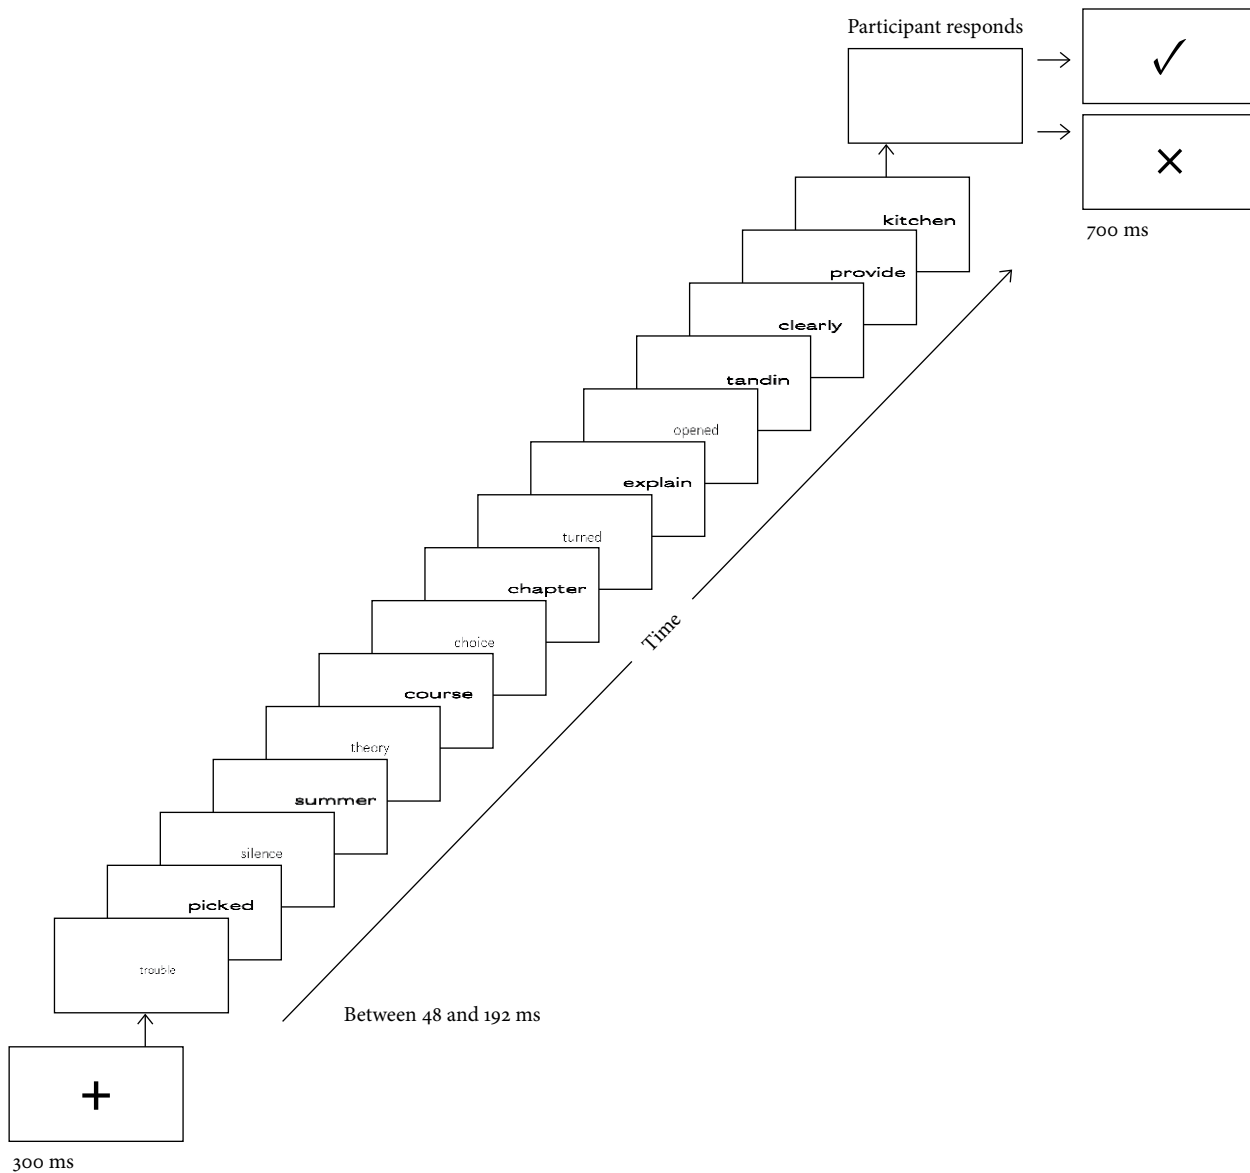 Participant responds
✓
×
700 ms
kitchen
provide
clearly
tandin
opened
explain
turned
chapter
choice
Time
course
theory
summer
silence
picked
trouble
Between 48 and 192 ms
+
300 ms